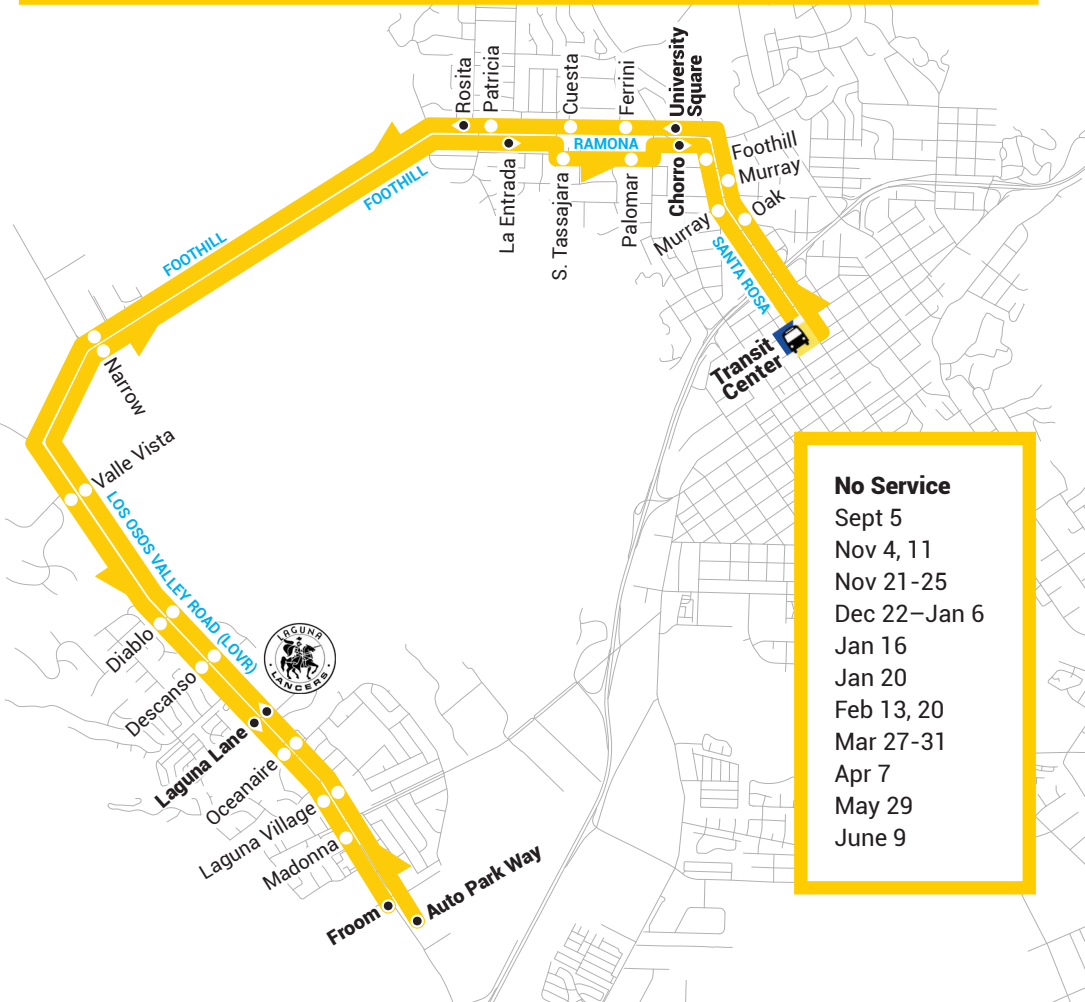 Rosita
Patricia
Cuesta
Ferrini
University
Square
RAMONA
Foothill
Murray
Oak
La Entrada
S. Tassajara
Palomar
Chorro
Murray
SANTA ROSA
FOOTHILL
FOOTHILL
Transit
Center
Narrow
Valle Vista
LOS OSOS VALLEY ROAD (LOVR)
Diablo
Descanso
LAGUNA
LANCERS
Laguna Lane
Oceanaire
Laguna Village
Madonna
Froom
Auto Park Way
No Service
Sept 5
Nov 4, 11
Nov 21-25
Dec 22–Jan 6
Jan 16
Jan 20
Feb 13, 20
Mar 27-31
Apr 7
May 29
June 9